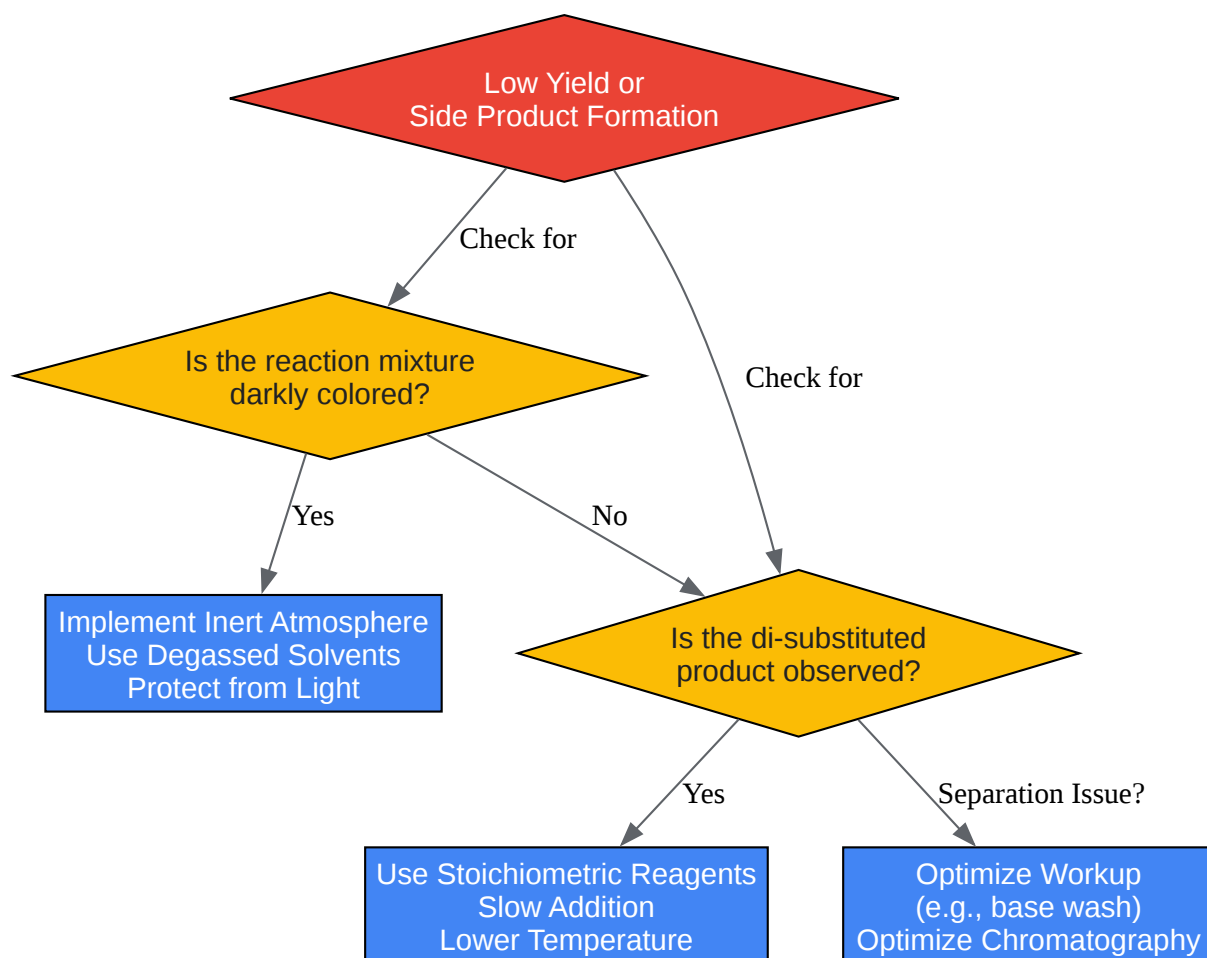 Low Yield or
Side Product Formation
Check for
Check for
Is the reaction mixture
darkly colored?
Yes
No
Implement Inert Atmosphere
Use Degassed Solvents
Protect from Light
Is the di-substituted
product observed?
Yes
Separation Issue?
Use Stoichiometric Reagents
Slow Addition
Lower Temperature
Optimize Workup
(e.g., base wash)
Optimize Chromatography